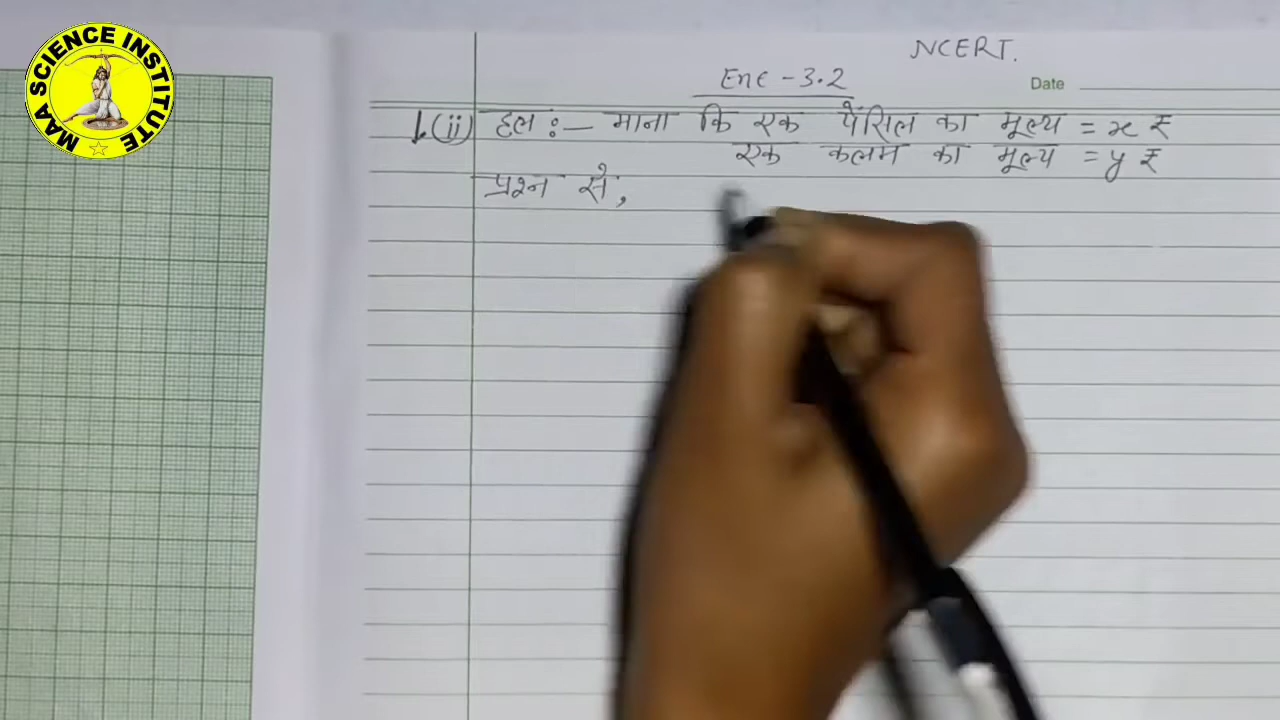 MAA SCIENCE INSTITUTE
NCERT.
Exe - 3.2
Date
1.(ii) हल :- माना कि एक पेंसिल का मूल्य = x ₹
एक कलम का मूल्य = y ₹
प्रश्न से,